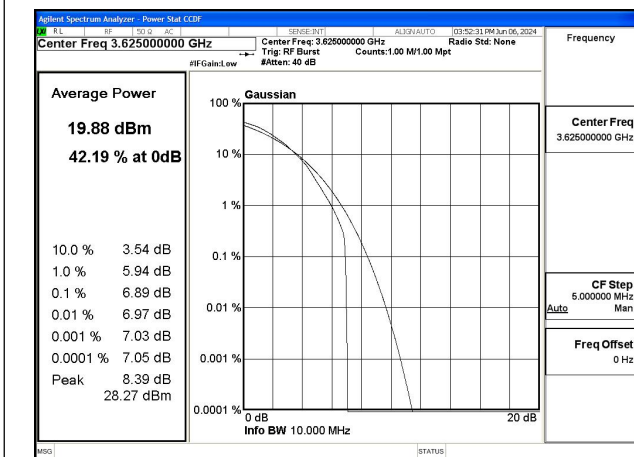 Agilent Spectrum Analyzer - Power Stat CCDF
RL RF 50 Ω AC SENSE:INT ALIGN AUTO 03:52:31 PM Jun 06, 2024
Center Freq 3.625000000 GHz
Center Freq: 3.625000000 GHz Radio Std: None
Trig: RF Burst Counts:1.00 M/1.00 Mpt
#IFGain:Low #Atten: 40 dB
Frequency
Average Power
19.88 dBm
42.19 % at 0dB
10.0 % 3.54 dB
1.0 % 5.94 dB
0.1 % 6.89 dB
0.01 % 6.97 dB
0.001 % 7.03 dB
0.0001 % 7.05 dB
Peak 8.39 dB
28.27 dBm
100 % Gaussian
10 %
1 %
0.1 %
0.01 %
0.001 %
0.0001 %
0 dB 20 dB
Info BW 10.000 MHz
Center Freq
3.625000000 GHz
CF Step
5.000000 MHz
Auto Man
Freq Offset
0 Hz
MSG STATUS